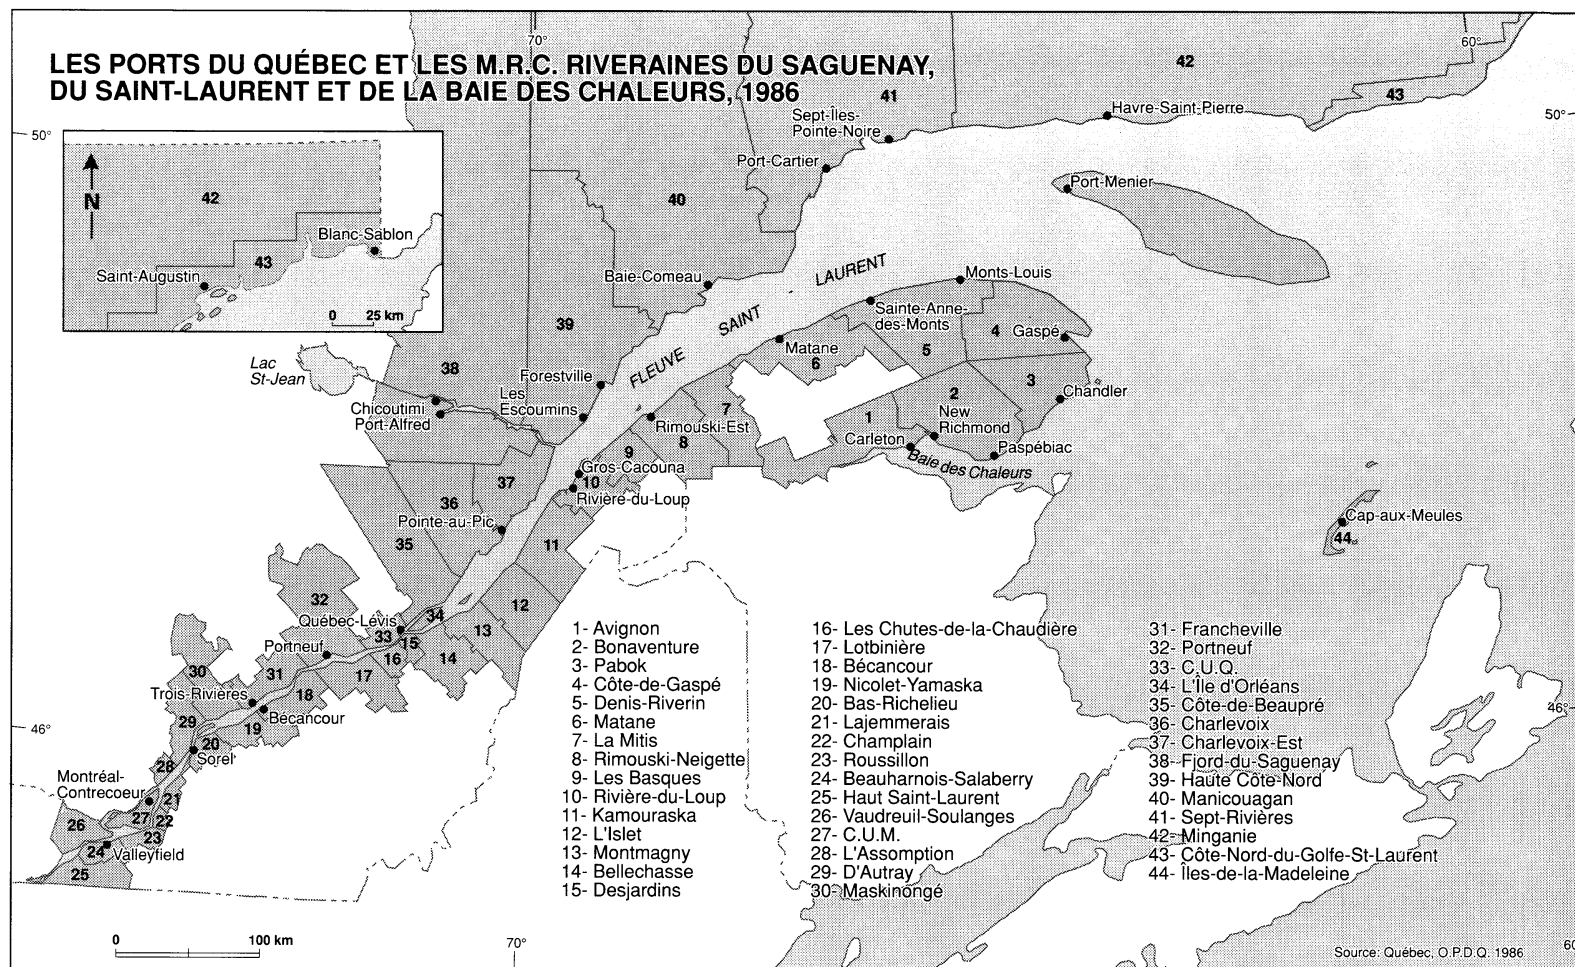 LES PORTS DU QUÉBEC ET LES M.R.C. RIVERAINES DU SAGUENAY,
DU SAINT-LAURENT ET DE LA BAIE DES CHALEURS, 1986
70°
60°
50°
50°
42
41
43
Sept-Îles-
Pointe-Noire
Havre-Saint-Pierre
Port-Cartier
Port-Menier
N
42
Blanc-Sablon
43
Saint-Augustin
0 25 km
40
Baie-Comeau
FLEUVE SAINT LAURENT
Monts-Louis
Sainte-Anne-
des-Monts
4
Gaspé
39
Matane
6
5
Lac
St-Jean
38
Forestville
Les
Escoumins
3
Chandler
2
Chicoutimi
Port-Alfred
7
1
New
Richmond
Rimouski-Est
8
Carleton
Paspébiac
Baie des Chaleurs
9
Gros-Cacouna
10
Rivière-du-Loup
37
36
Pointe-au-Pic
35
11
Cap-aux-Meules
44
32
12
Québec-Lévis
34
33
15
13
Portneuf
16
14
30
31
17
Trois-Rivières
18
Bécancour
29
19
20
Sorel
46°
46°
28
Montréal-
Contrecoeur
21
27
22
26
23
24
Valleyfield
25
1- Avignon
2- Bonaventure
3- Pabok
4- Côte-de-Gaspé
5- Denis-Riverin
6- Matane
7- La Mitis
8- Rimouski-Neigette
9- Les Basques
10- Rivière-du-Loup
11- Kamouraska
12- L'Islet
13- Montmagny
14- Bellechasse
15- Desjardins
16- Les Chutes-de-la-Chaudière
17- Lotbinière
18- Bécancour
19- Nicolet-Yamaska
20- Bas-Richelieu
21- Lajemmerais
22- Champlain
23- Roussillon
24- Beauharnois-Salaberry
25- Haut Saint-Laurent
26- Vaudreuil-Soulanges
27- C.U.M.
28- L'Assomption
29- D'Autray
30- Maskinongé
31- Francheville
32- Portneuf
33- C.U.Q.
34- L'Île d'Orléans
35- Côte-de-Beaupré
36- Charlevoix
37- Charlevoix-Est
38- Fjord-du-Saguenay
39- Haute Côte-Nord
40- Manicouagan
41- Sept-Rivières
42- Minganie
43- Côte-Nord-du-Golfe-St-Laurent
44- Îles-de-la-Madeleine
0 100 km
70°
Source: Québec, O.P.D.Q. 1986